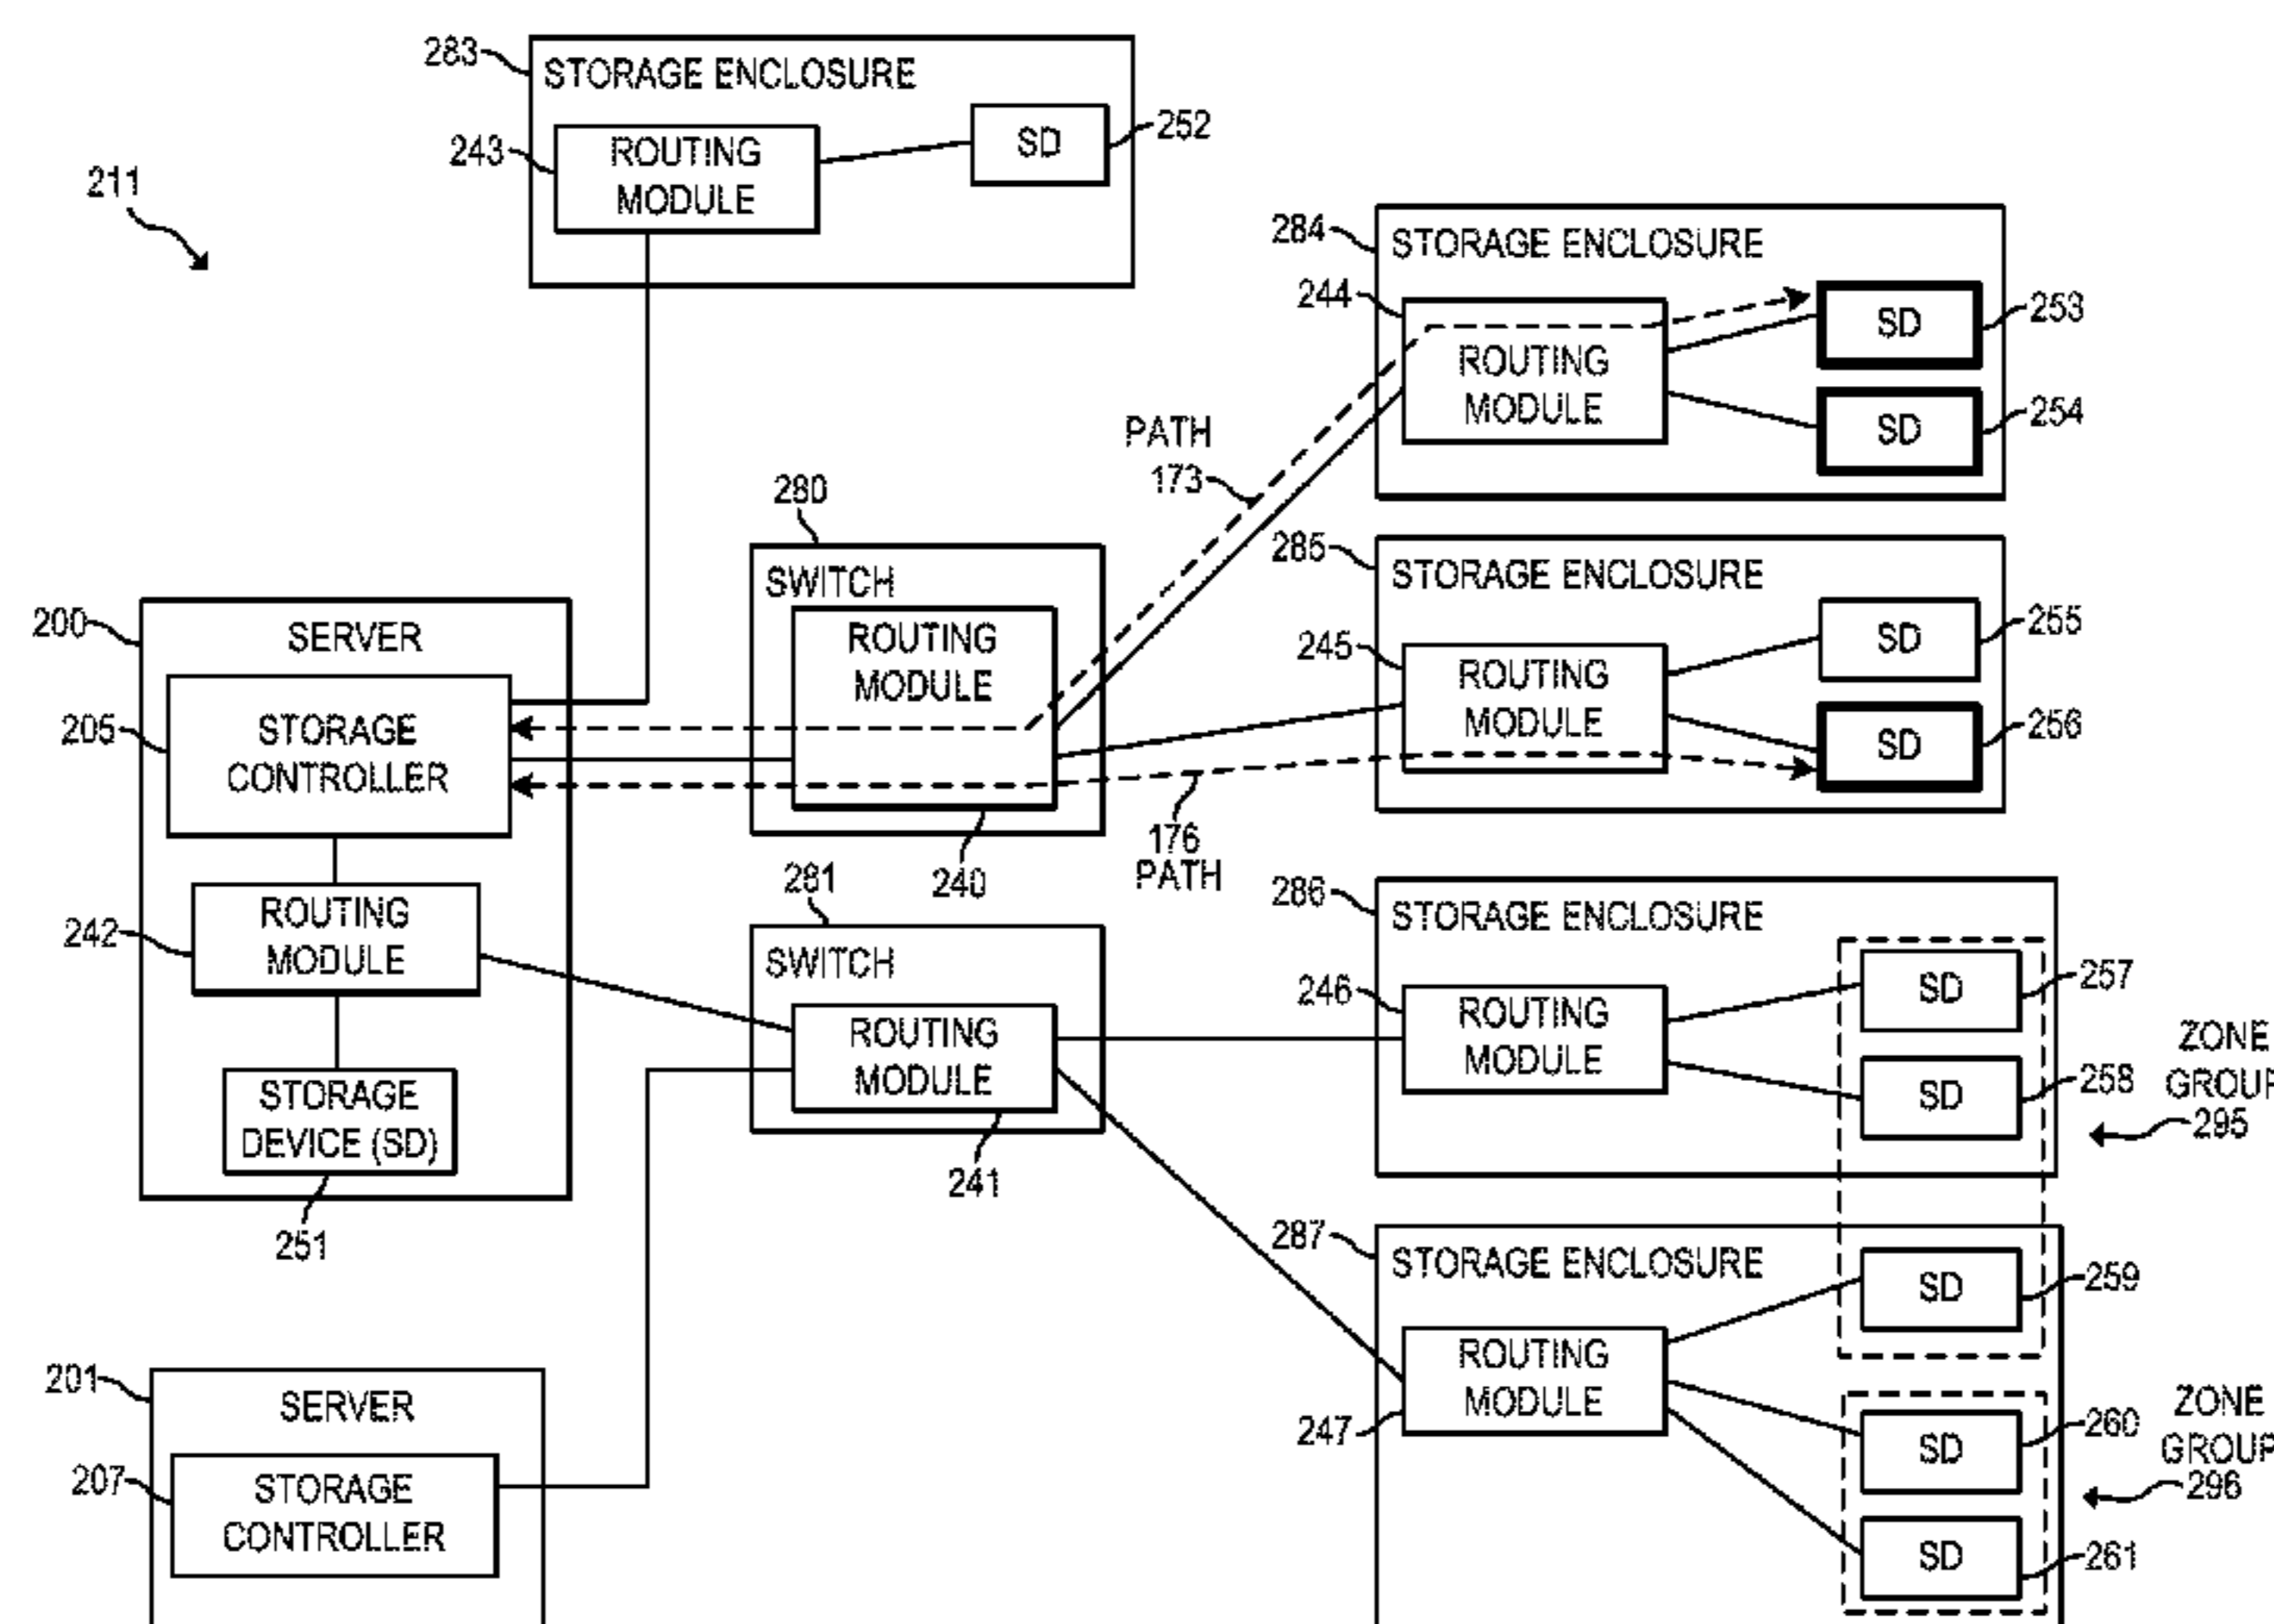 283
STORAGE ENCLOSURE
243
ROUTING
MODULE
SD
252
211
284
STORAGE ENCLOSURE
244
ROUTING
MODULE
SD
253
SD
254
PATH
173
280
SWITCH
ROUTING
MODULE
240
285
STORAGE ENCLOSURE
245
ROUTING
MODULE
SD
255
SD
256
176
PATH
200
SERVER
205
STORAGE
CONTROLLER
242
ROUTING
MODULE
STORAGE
DEVICE (SD)
251
281
SWITCH
ROUTING
MODULE
241
286
STORAGE ENCLOSURE
246
ROUTING
MODULE
SD
257
SD
258
ZONE
GROUP
295
287
STORAGE ENCLOSURE
247
ROUTING
MODULE
SD
259
SD
260
SD
261
ZONE
GROUP
296
201
SERVER
207
STORAGE
CONTROLLER